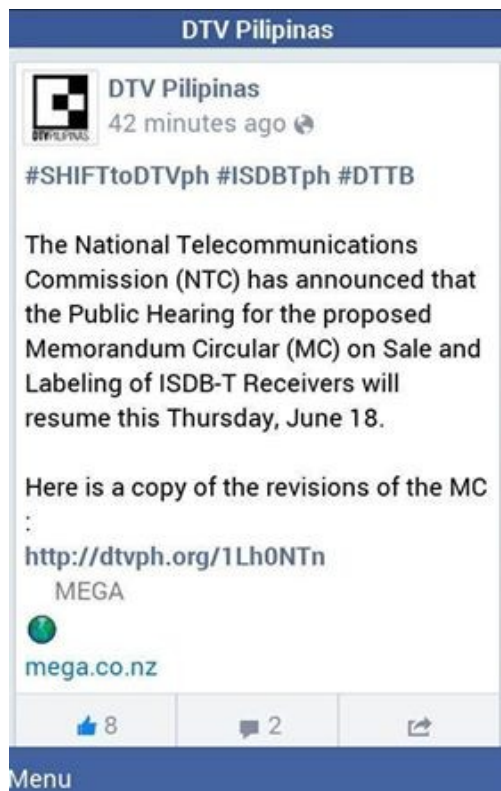 DTV Pilipinas
DTV Pilipinas
42 minutes ago
#SHIFTtoDTVph #ISDBTph #DTTB
The National Telecommunications
Commission (NTC) has announced that
the Public Hearing for the proposed
Memorandum Circular (MC) on Sale and
Labeling of ISDB-T Receivers will
resume this Thursday, June 18.
Here is a copy of the revisions of the MC
:
http://dtvph.org/1Lh0NTn
MEGA
mega.co.nz
8
2
Menu